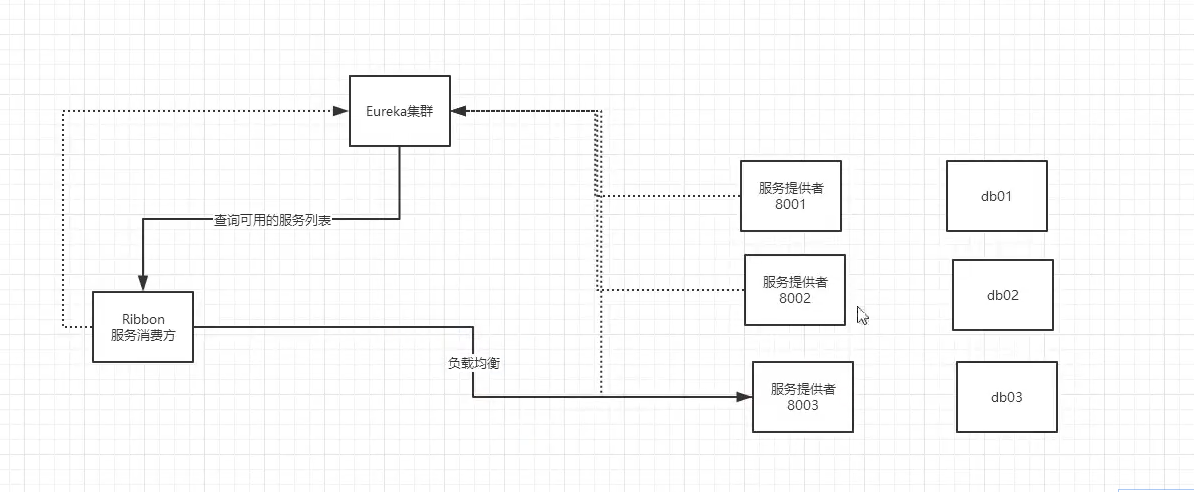 Eureka集群
服务提供者
8001
db01
查询可用的服务列表
服务提供者
8002
db02
Ribbon
服务消费方
负载均衡
服务提供者
8003
db03